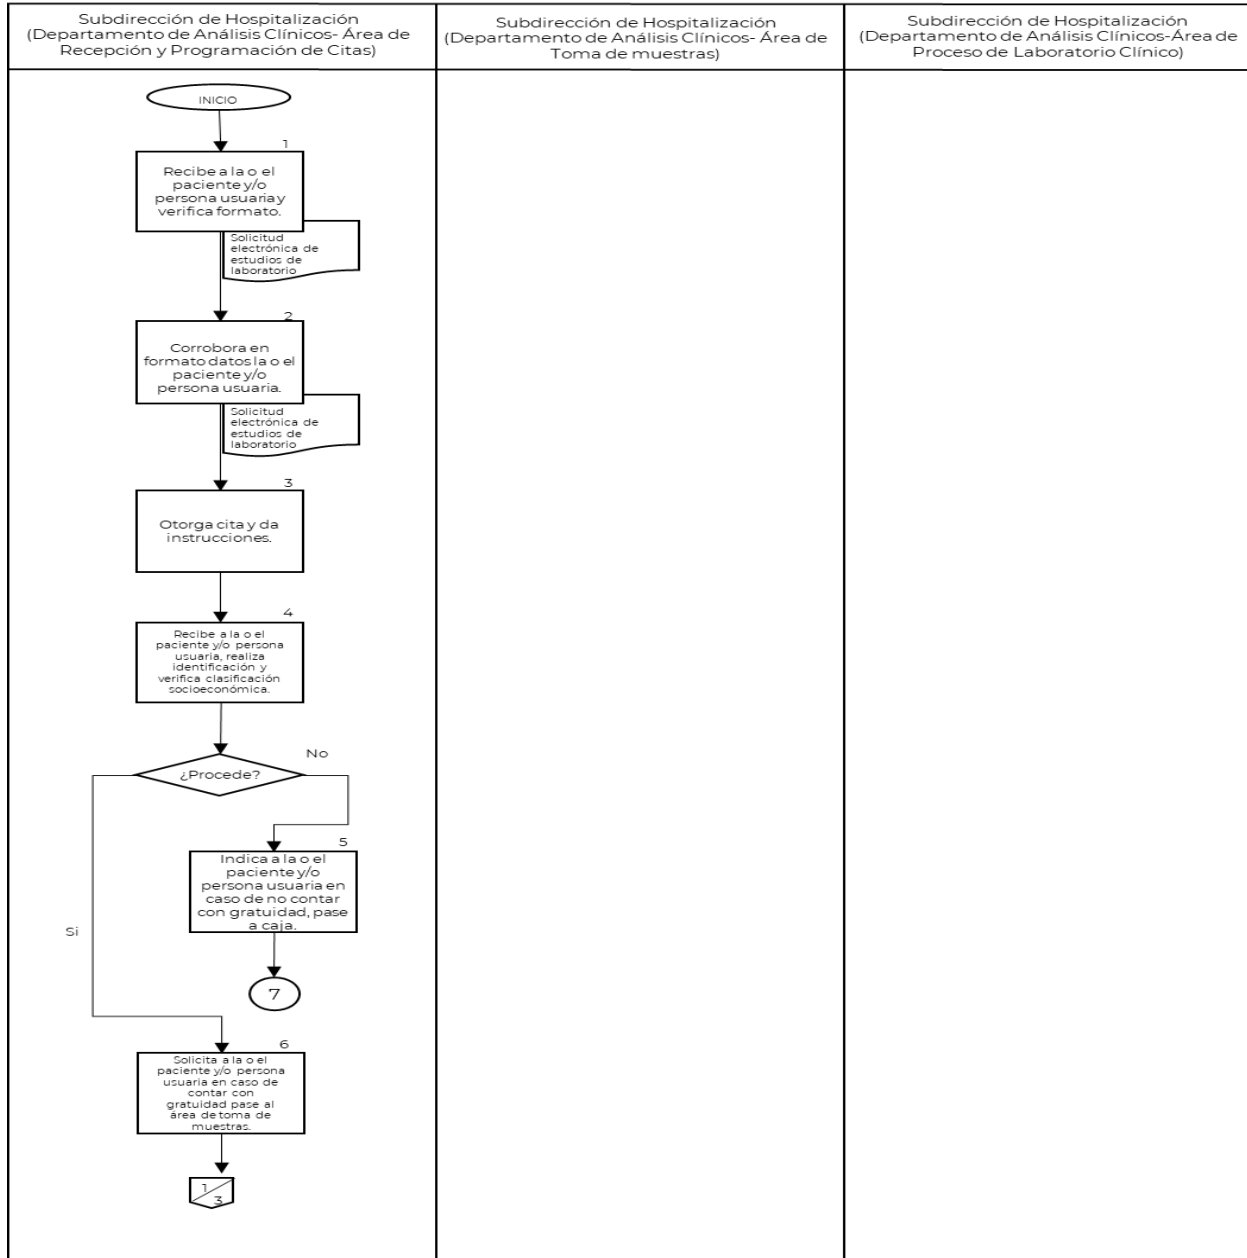 Subdirección de Hospitalización
(Departamento de Análisis Clínicos- Área de
Recepción y Programación de Citas)
Subdirección de Hospitalización
(Departamento de Análisis Clínicos- Área de
Toma de muestras)
Subdirección de Hospitalización
(Departamento de Análisis Clínicos-Área de
Proceso de Laboratorio Clínico)
INICIO
1
Recibe a la o el
paciente y/o
persona usuaria y
verifica formato.
Solicitud
electrónica de
estudios de
laboratorio
2
Corrobora en
formato datos la o el
paciente y/o
persona usuaria.
Solicitud
electrónica de
estudios de
laboratorio
3
Otorga cita y da
instrucciones.
4
Recibe a la o el
paciente y/o persona
usuaria, realiza
identificación y
verifica clasificación
socioeconómica.
No
¿Procede?
5
Indica a la o el
paciente y/o
persona usuaria en
caso de no contar
con gratuidad, pase
a caja.
Si
7
6
Solicita a la o el
paciente y/o persona
usuaria en caso de
contar con
gratuidad pase al
área de toma de
muestras.
1
3